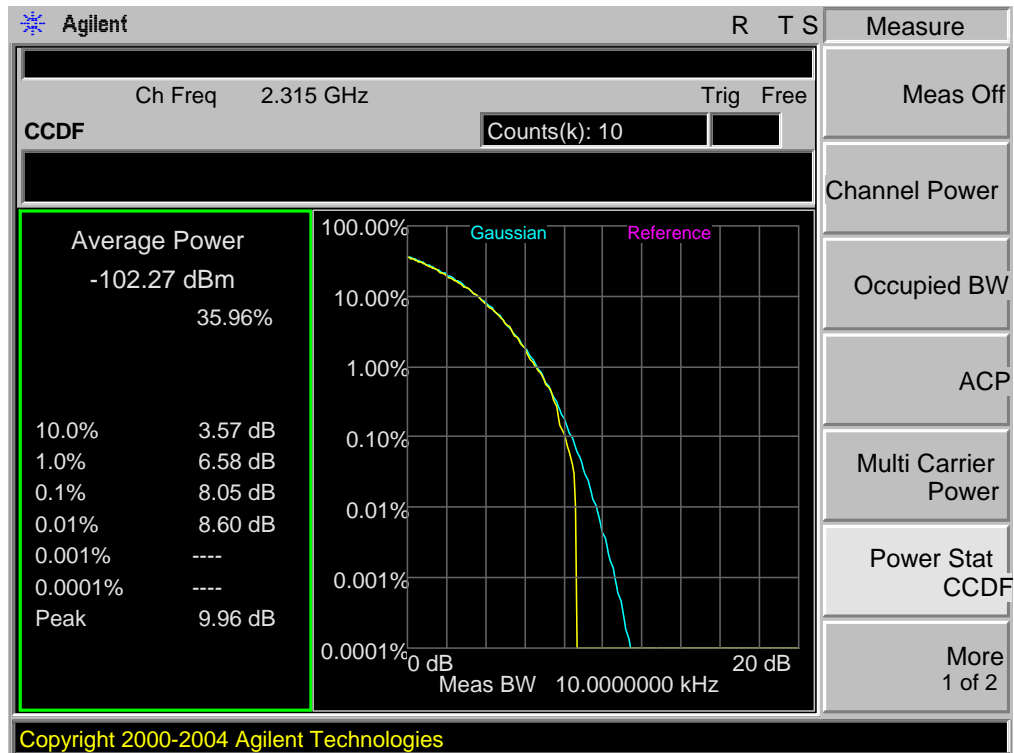 Agilent
R T S
Measure
Ch Freq 2.315 GHz
Trig Free
CCDF
Counts(k): 10
Meas Off
Channel Power
Occupied BW
ACP
Multi Carrier
Power
Power Stat
CCDF
More
1 of 2
Average Power
-102.27 dBm
35.96%
10.0% 3.57 dB
1.0% 6.58 dB
0.1% 8.05 dB
0.01% 8.60 dB
0.001% ----
0.0001% ----
Peak 9.96 dB
Gaussian
Reference
100.00%
10.00%
1.00%
0.10%
0.01%
0.001%
0.0001%
0 dB
20 dB
Meas BW 10.0000000 kHz
Copyright 2000-2004 Agilent Technologies